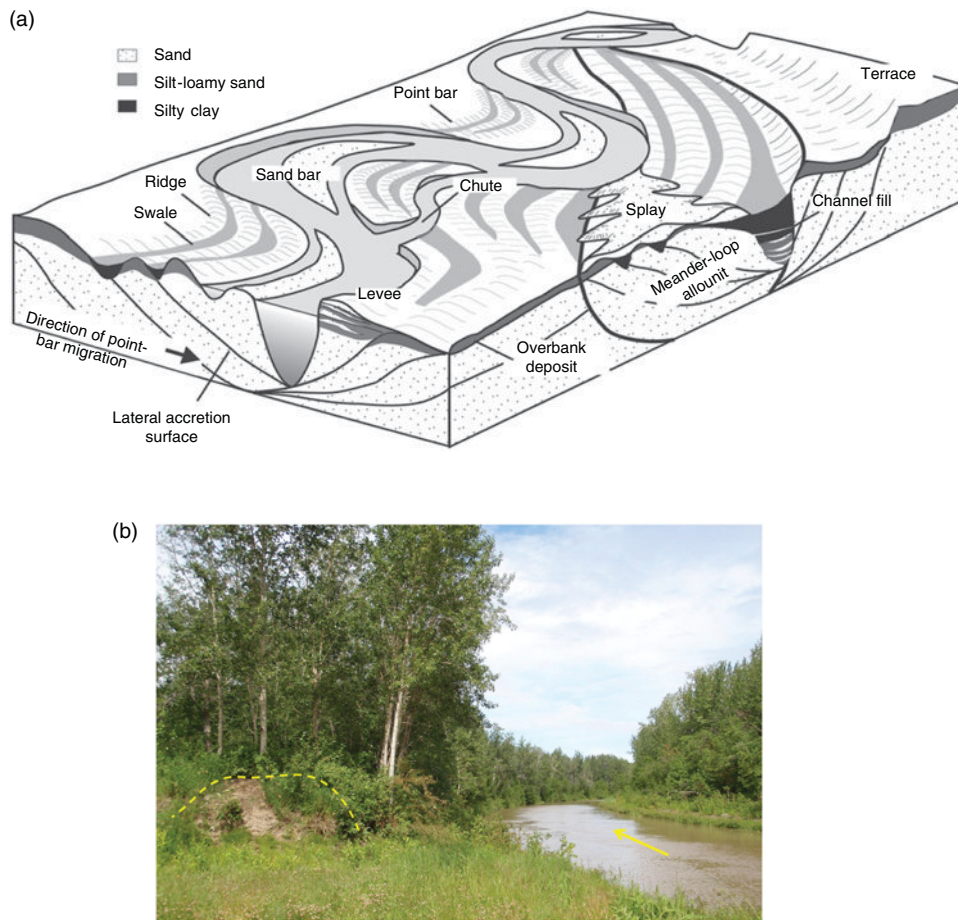 (a)
Sand
Silt-loamy sand
Silty clay
Terrace
Point bar
Ridge
Sand bar
Chute
Swale
Splay
Channel fill
Meander-loop
allounit
Levee
Direction of point-
bar migration
Overbank
deposit
Lateral accretion
surface
(b)